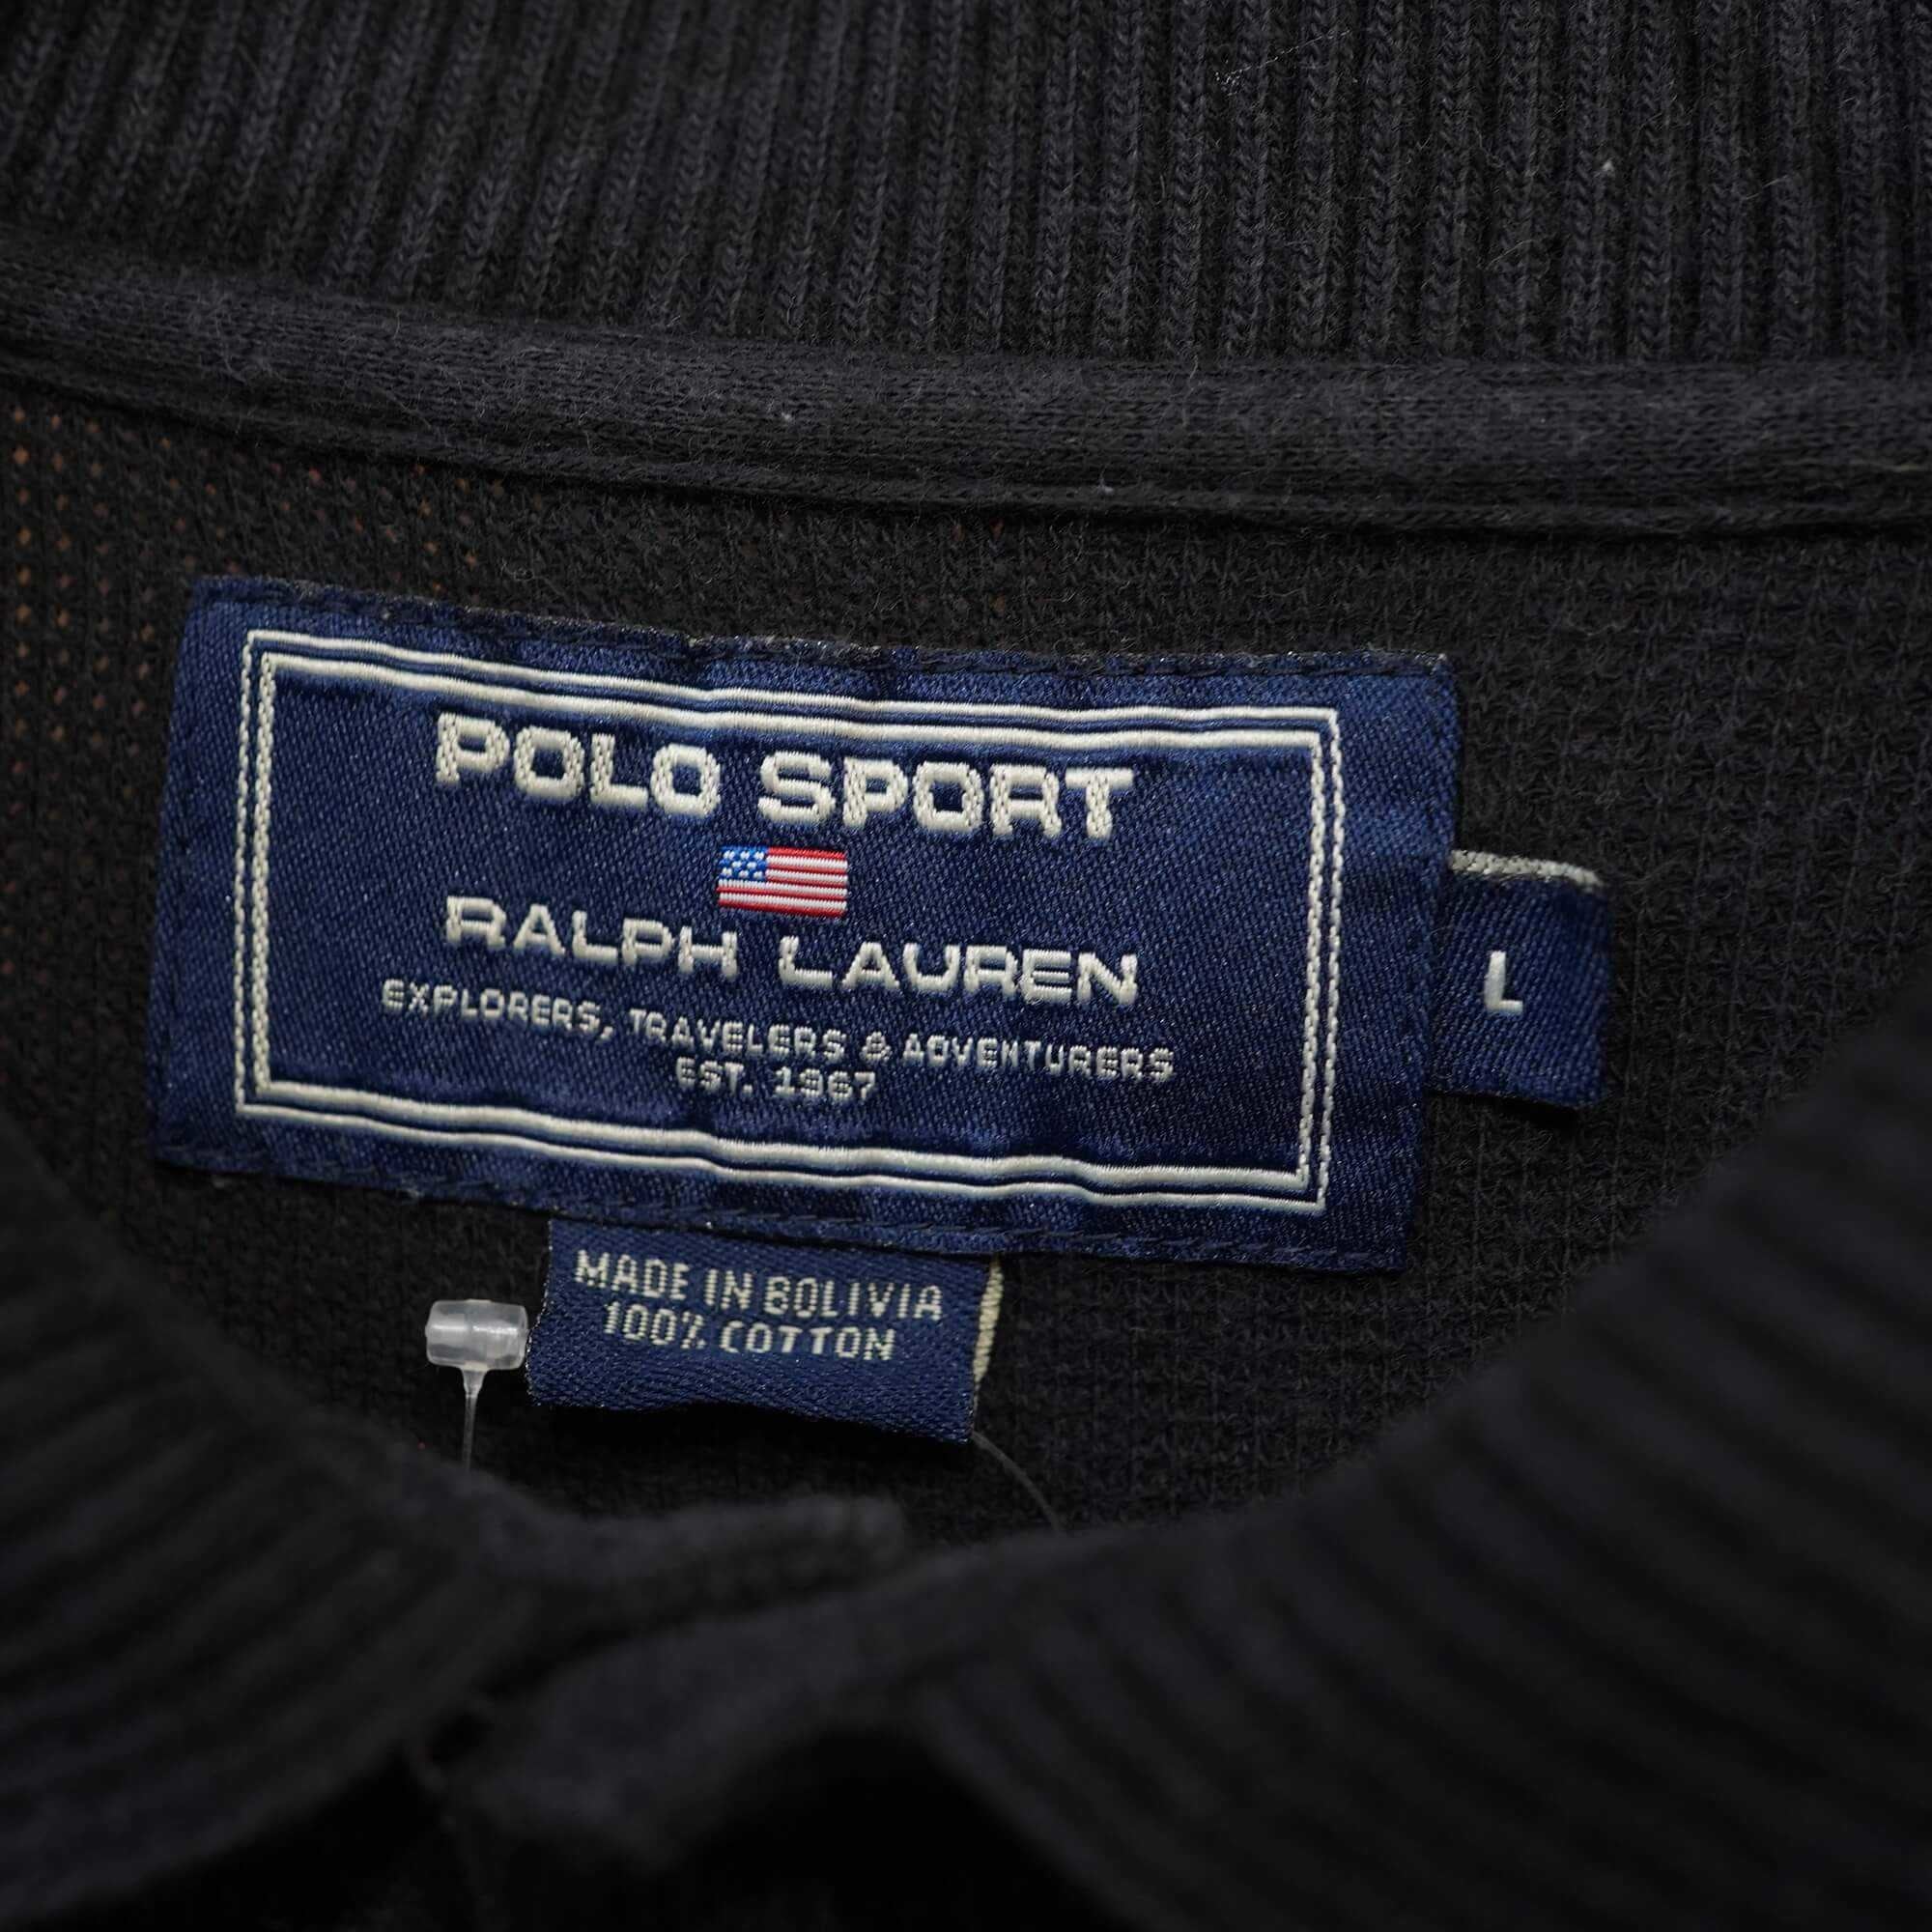 POLO SPORT
RALPH LAUREN
EXPLORERS, TRAVELERS & ADVENTURERS
EST. 1967
L
MADE IN BOLIVIA
100% COTTON